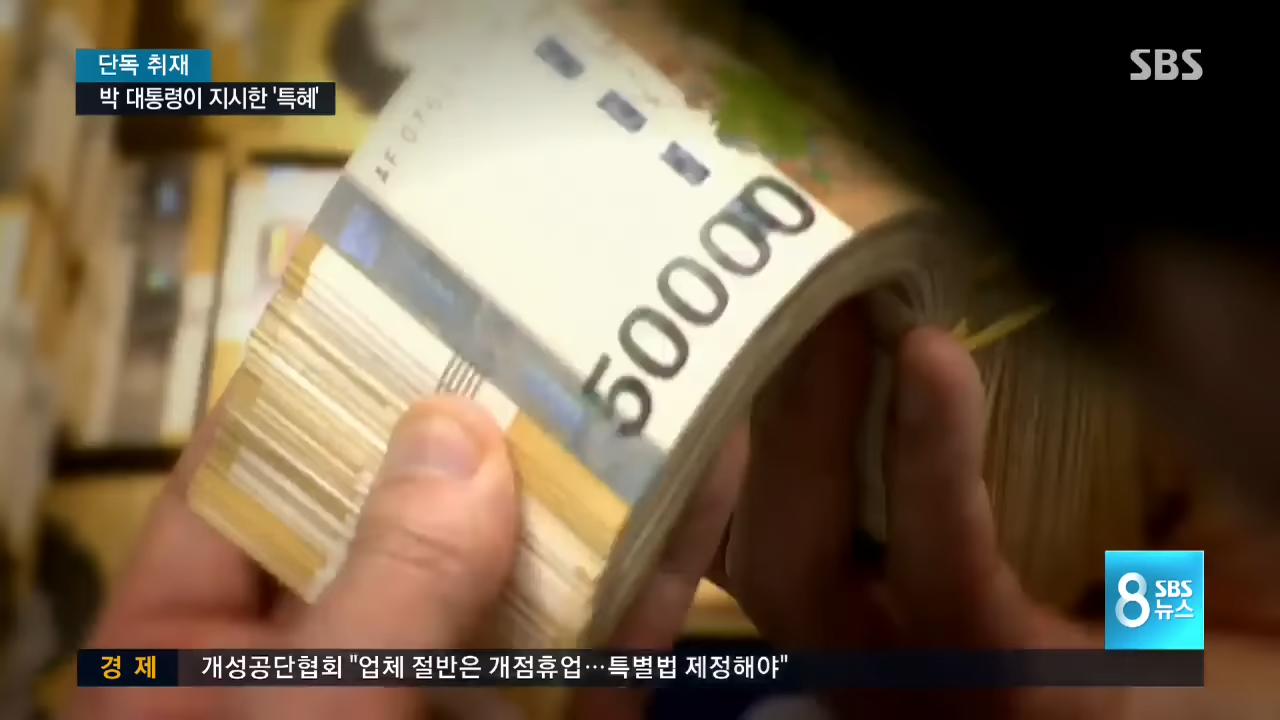 단독 취재
SBS
박 대통령이 지시한 '특혜'
AF 07
50000
8 SBS
뉴스
경제 개성공단협회 "업체 절반은 개점휴업…특별법 제정해야"